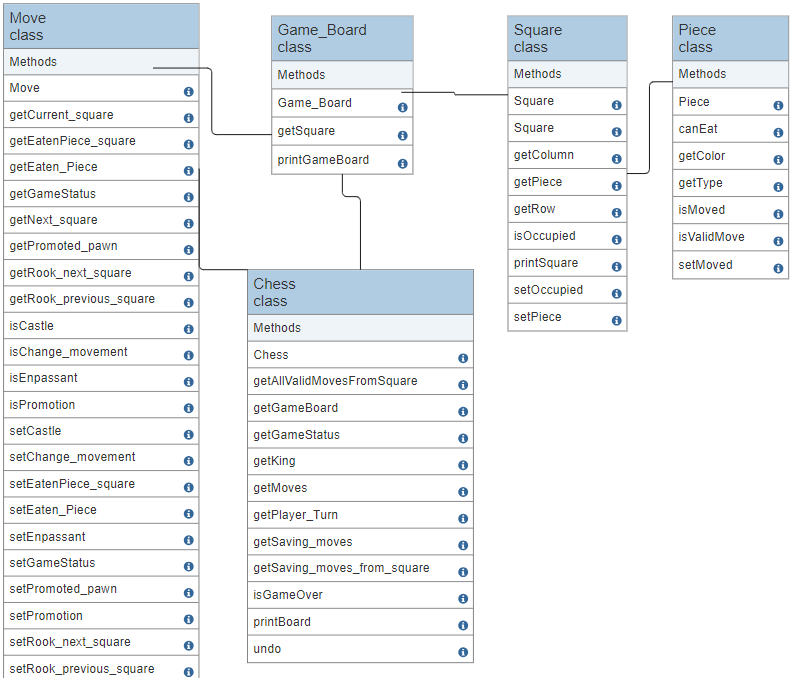 Move
class
Methods
Move
getCurrent_square
getEatenPiece_square
getEaten_Piece
getGameStatus
getNext_square
getPromoted_pawn
getRook_next_square
getRook_previous_square
isCastle
isChange_movement
isEnpassant
isPromotion
setCastle
setChange_movement
setEatenPiece_square
setEaten_Piece
setEnpassant
setGameStatus
setPromoted_pawn
setPromotion
setRook_next_square
setRook_previous_square
Game_Board
class
Methods
Game_Board
getSquare
printGameBoard
Chess
class
Methods
Chess
getAllValidMovesFromSquare
getGameBoard
getGameStatus
getKing
getMoves
getPlayer_Turn
getSaving_moves
getSaving_moves_from_square
isGameOver
printBoard
undo
Square
class
Methods
Square
Square
getColumn
getPiece
getRow
isOccupied
printSquare
setOccupied
setPiece
Piece
class
Methods
Piece
canEat
getColor
getType
isMoved
isValidMove
setMoved